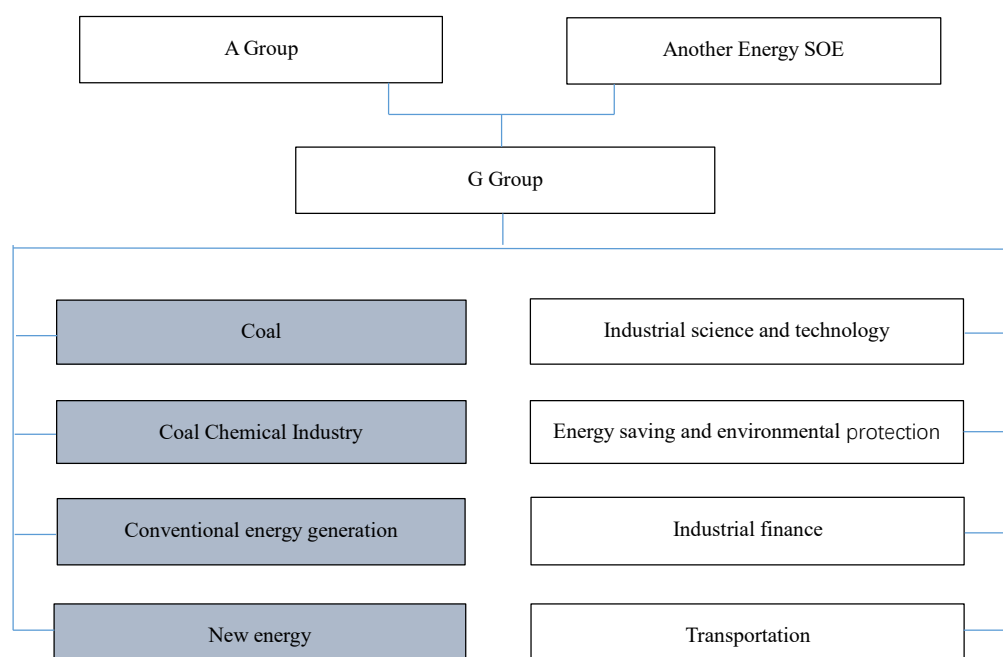 A Group
Another Energy SOE
G Group
Coal
Industrial science and technology
Coal Chemical Industry
Energy saving and environmental protection
Conventional energy generation
Industrial finance
New energy
Transportation